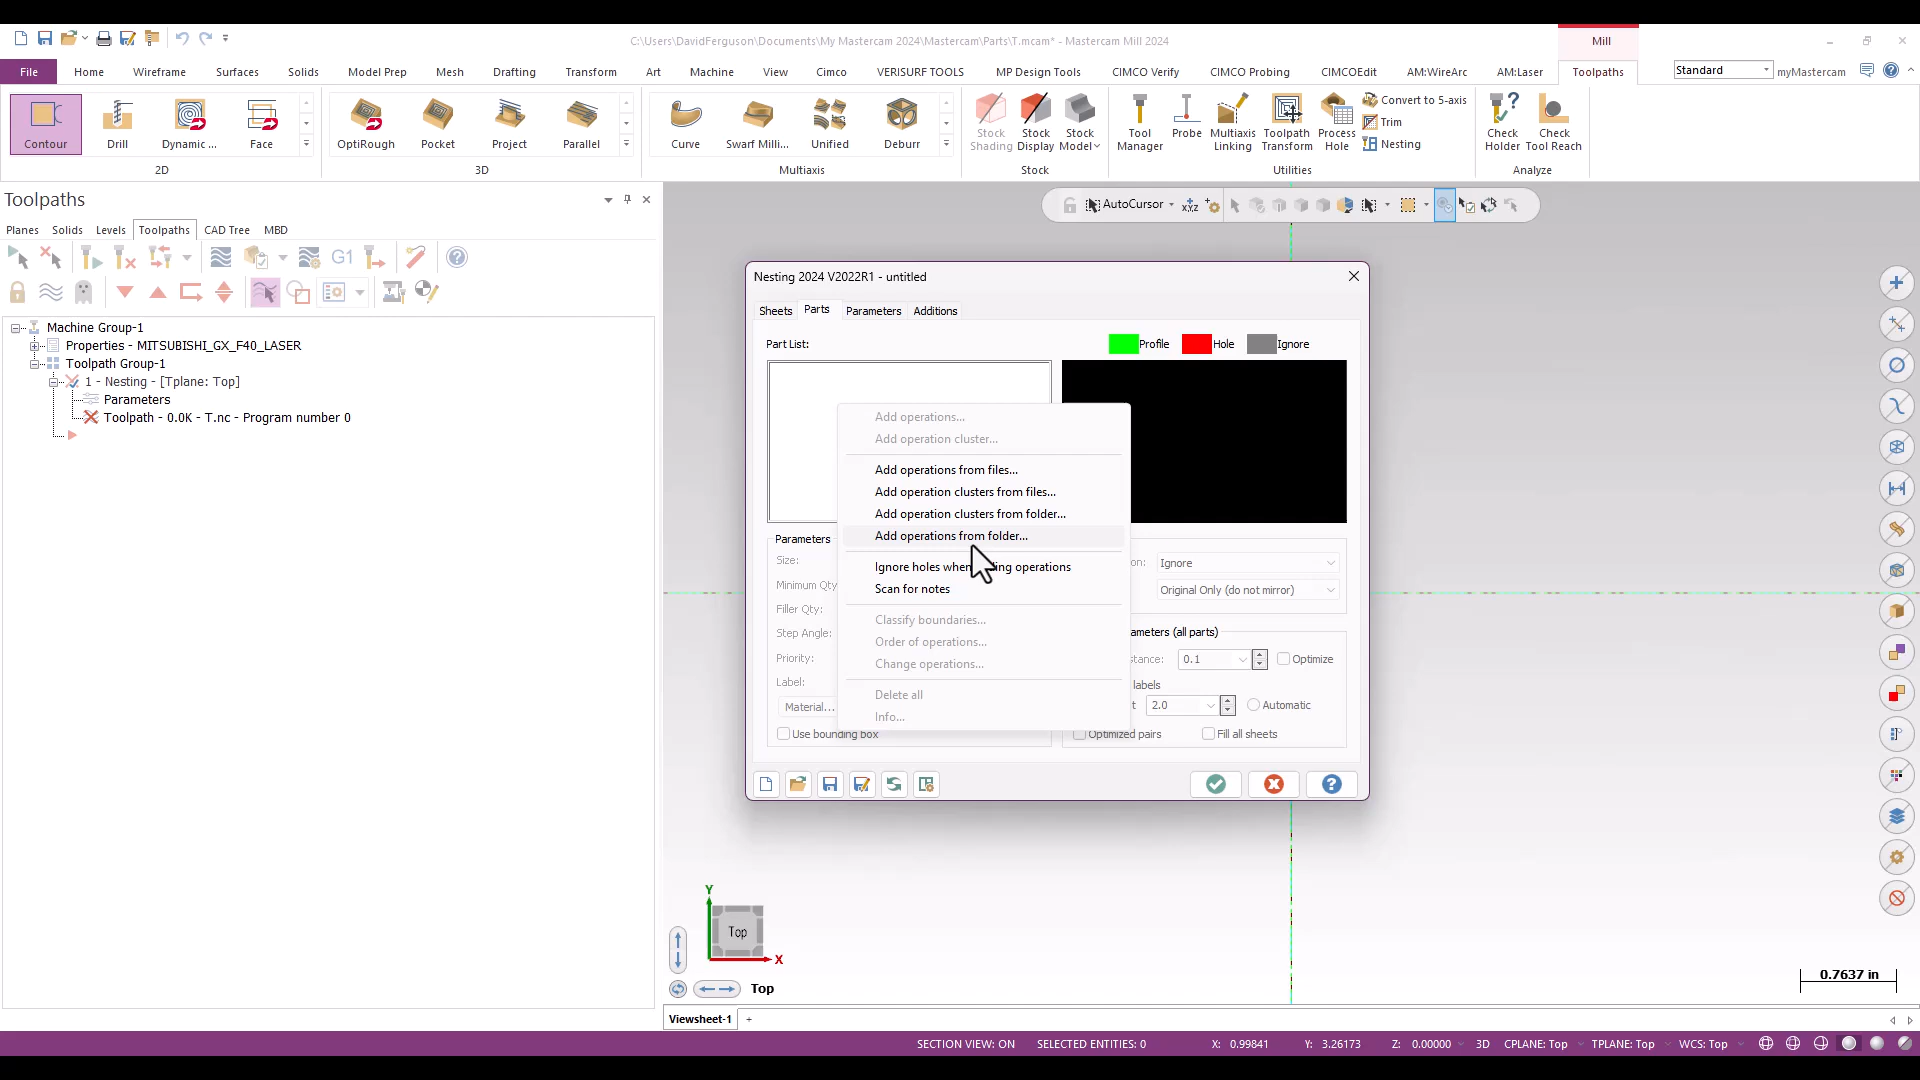 C:\Users\DavidFerguson\Documents\My Mastercam 2024\Mastercam\Parts\T.mcam* - Mastercam Mill 2024
Mill
File Home Wireframe Surfaces Solids Model Prep Mesh Drafting Transform Art Machine View Cimco VERISURF TOOLS MP Design Tools CIMCO Verify CIMCO Probing CIMCOEdit AM:WireArc AM:Laser Toolpaths Standard myMastercam
Contour Drill Dynamic ... Face
2D
OptiRough Pocket Project Parallel
3D
Curve Swarf Milli... Unified Deburr
Multiaxis
Stock Shading Stock Display Stock Model
Stock
Tool Manager Probe Multiaxis Linking Toolpath Transform Process Hole
Convert to 5-axis
Trim
Nesting
Utilities
Check Holder Check Tool Reach
Analyze
Toolpaths
Planes Solids Levels Toolpaths CAD Tree MBD
G1
Machine Group-1
Properties - MITSUBISHI_GX_F40_LASER
Toolpath Group-1
1 - Nesting - [Tplane: Top]
Parameters
Toolpath - 0.0K - T.nc - Program number 0
AutoCursor
xyz
Nesting 2024 V2022R1 - untitled
Sheets Parts Parameters Additions
Part List: Profile Hole Ignore
Add operations...
Add operation cluster...
Add operations from files...
Add operation clusters from files...
Add operation clusters from folder...
Add operations from folder...
Ignore holes when ing operations
Scan for notes
Classify boundaries...
Order of operations...
Change operations...
Delete all
Info...
Parameters
Size:
Minimum Qty
Filler Qty:
Step Angle:
Priority:
Label:
Material...
Use bounding box
on: Ignore
Original Only (do not mirror)
ameters (all parts)
tance: 0.1 Optimize
labels
t 2.0 Automatic
Optimized pairs Fill all sheets
Y
Top
X
Top
0.7637 in
Viewsheet-1 +
SECTION VIEW: ON SELECTED ENTITIES: 0 X: 0.99841 Y: 3.26173 Z: 0.00000 3D CPLANE: Top TPLANE: Top WCS: Top